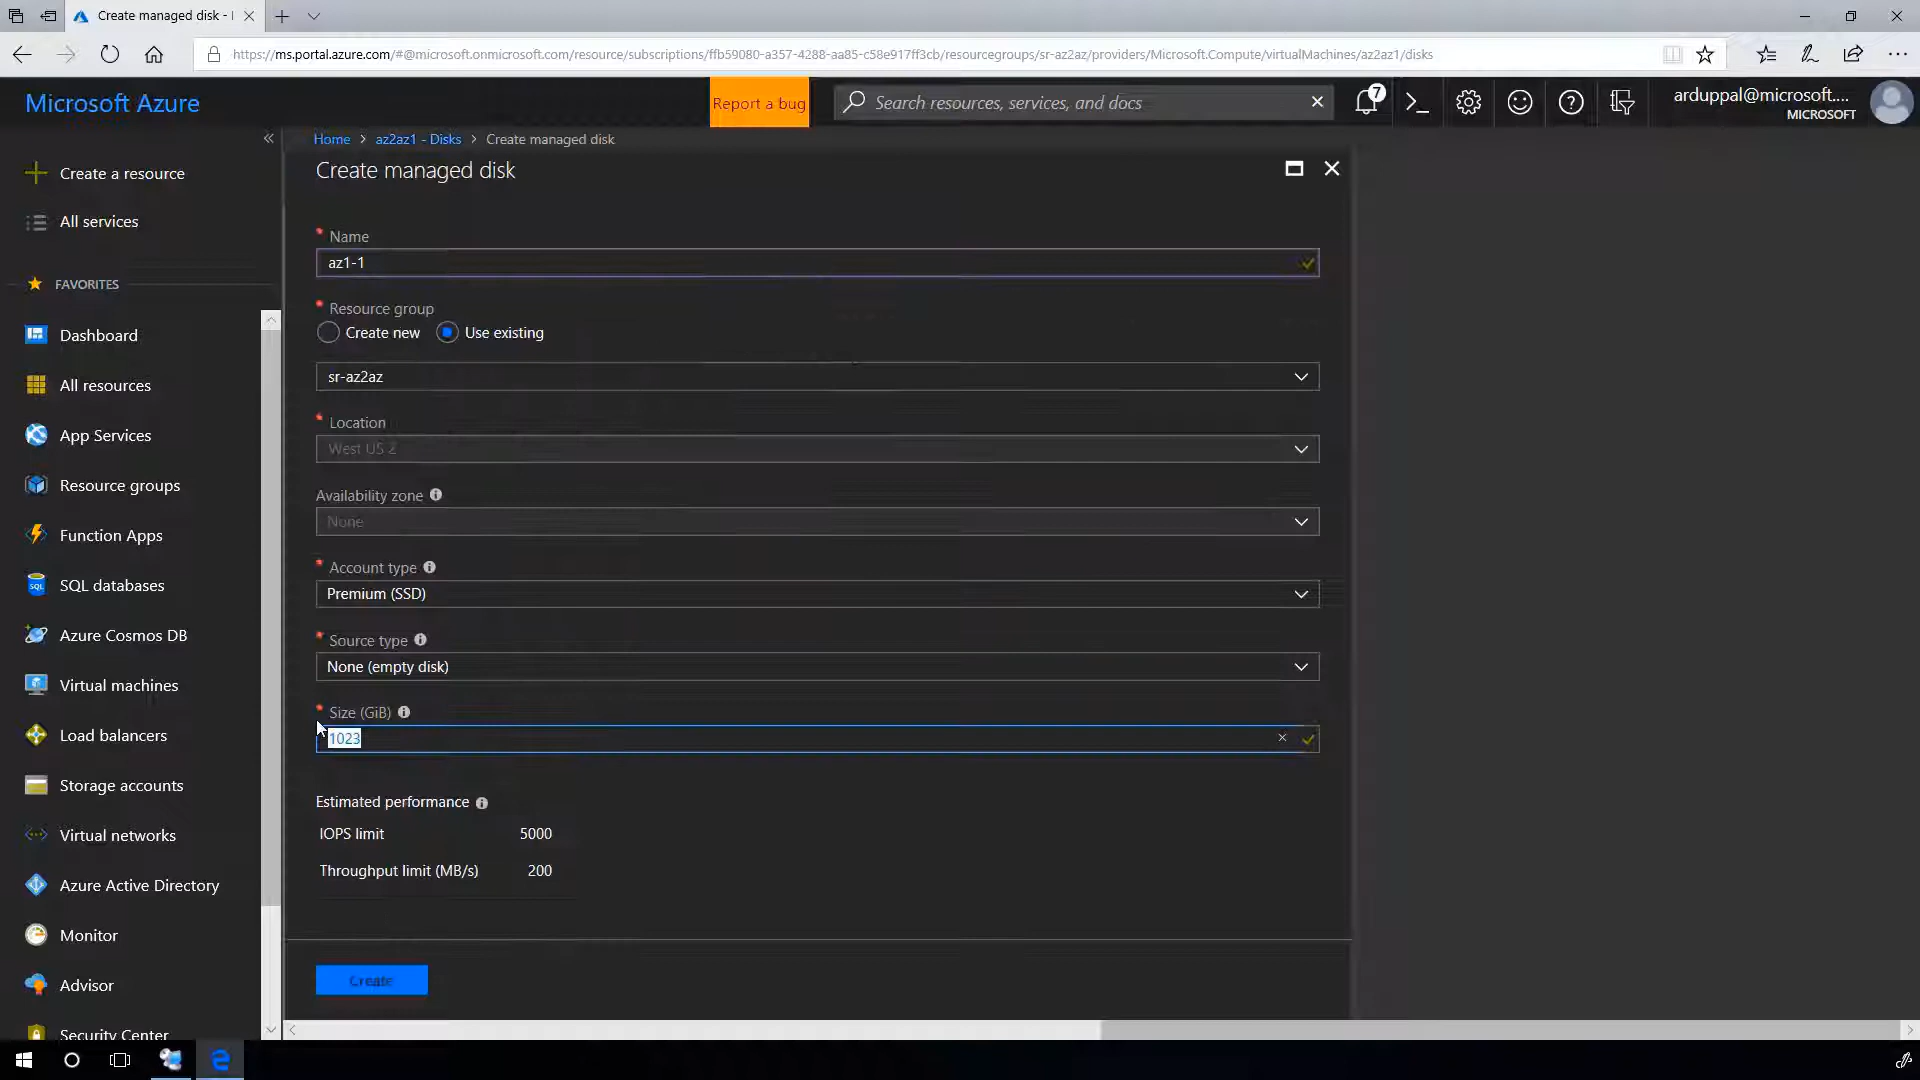 Create managed disk - I
https://ms.portal.azure.com/#@microsoft.onmicrosoft.com/resource/subscriptions/ffb59080-a357-4288-aa85-c58e917ff3cb/resourcegroups/sr-az2az/providers/Microsoft.Compute/virtualMachines/az2az1/disks
Microsoft Azure
Report a bug
Search resources, services, and docs
7
arduppal@microsoft....
MICROSOFT
Home > az2az1 - Disks > Create managed disk
Create managed disk
Create a resource
All services
FAVORITES
Dashboard
All resources
App Services
Resource groups
Function Apps
SQL databases
Azure Cosmos DB
Virtual machines
Load balancers
Storage accounts
Virtual networks
Azure Active Directory
Monitor
Advisor
Security Center
* Name
az1-1
* Resource group
Create new
Use existing
sr-az2az
* Location
West US 2
Availability zone
None
* Account type
Premium (SSD)
* Source type
None (empty disk)
* Size (GiB)
1023
Estimated performance
IOPS limit 5000
Throughput limit (MB/s) 200
Create